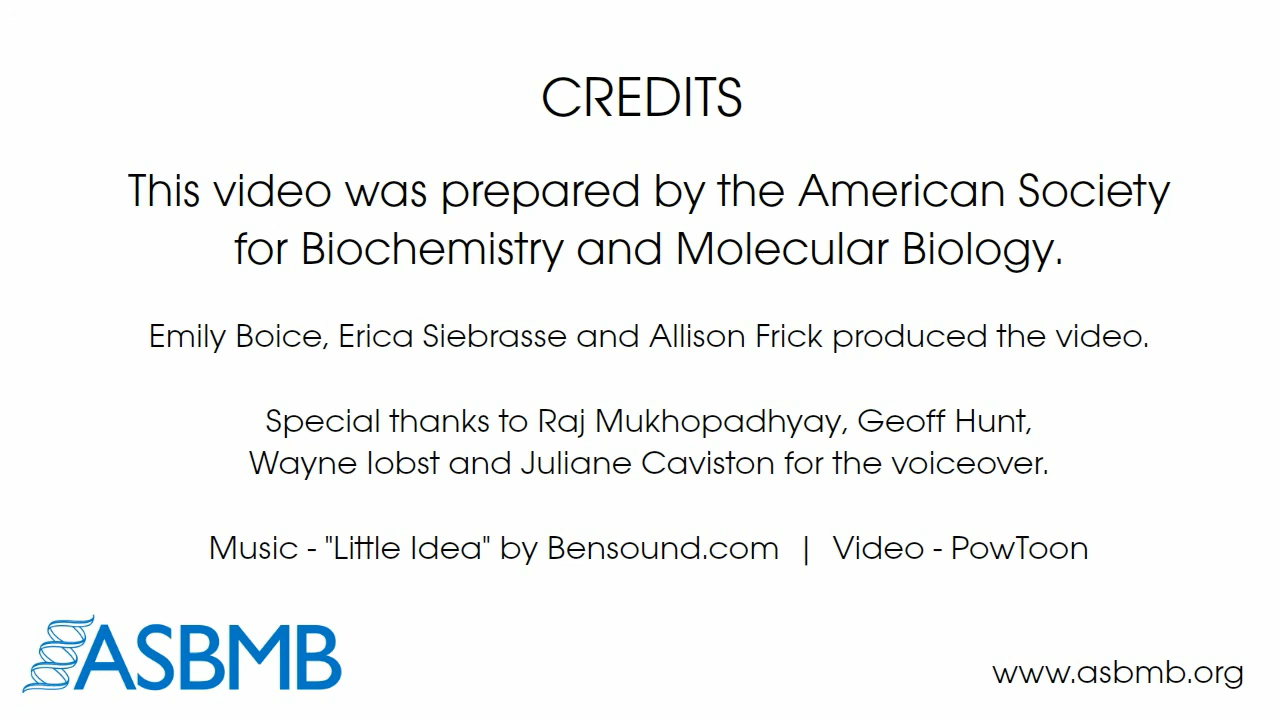 CREDITS
This video was prepared by the American Society
for Biochemistry and Molecular Biology.
Emily Boice, Erica Siebrasse and Allison Frick produced the video.
Special thanks to Raj Mukhopadhyay, Geoff Hunt,
Wayne Iobst and Juliane Caviston for the voiceover.
Music - "Little Idea" by Bensound.com | Video - PowToon
ASBMB
www.asbmb.org